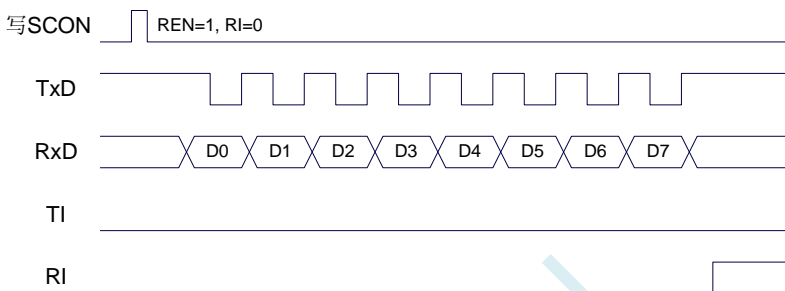 写SCON REN=1, RI=0
TxD
RxD D0 D1 D2 D3 D4 D5 D6 D7
TI
RI